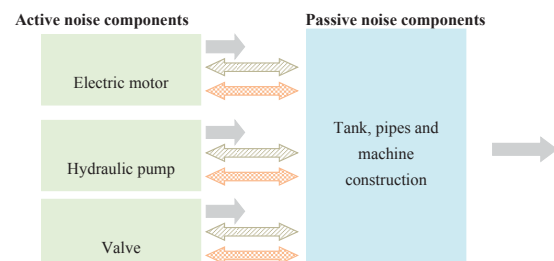 Active noise components
Passive noise components
Electric motor
Hydraulic pump
Valve
Tank, pipes and
machine
construction